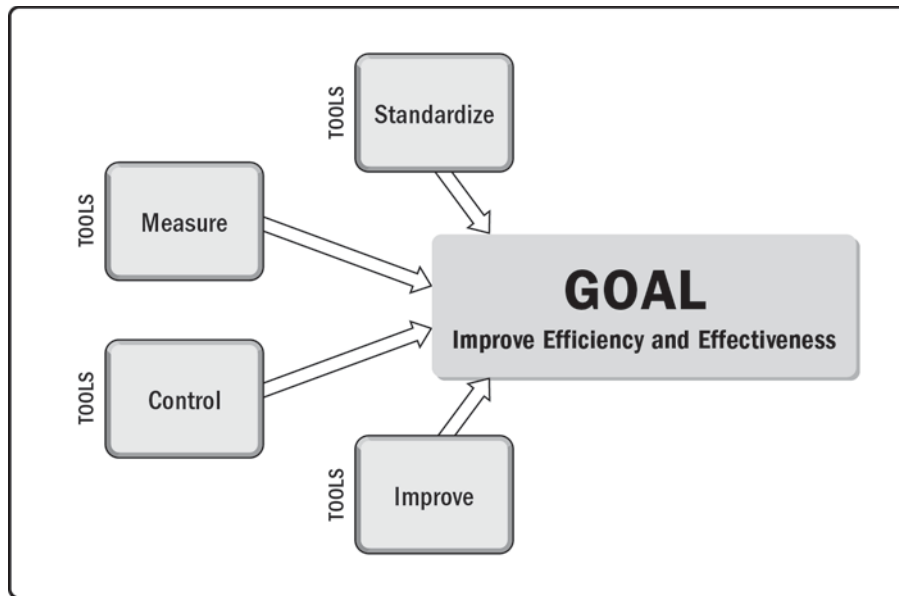 TOOLS
Standardize
TOOLS
Measure
GOAL
Improve Efficiency and Effectiveness
TOOLS
Control
TOOLS
Improve